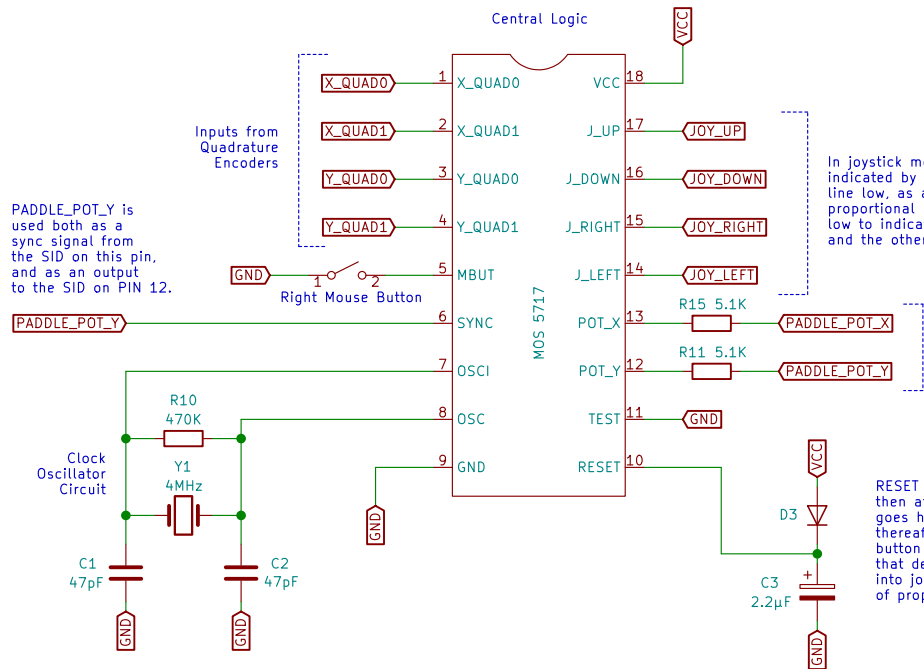 Central Logic
VCC
X_QUAD0
1
X_QUAD0
VCC
18
X_QUAD1
2
X_QUAD1
J_UP
17
JOY_UP
Inputs from
Quadrature
Encoders
Y_QUAD0
3
Y_QUAD0
J_DOWN
16
JOY_DOWN
In joystick m
indicated by
line low, as a
proportional
low to indica
and the othe
Y_QUAD1
4
Y_QUAD1
J_RIGHT
15
JOY_RIGHT
PADDLE_POT_Y is
used both as a
sync signal from
the SID on this pin,
and as an output
to the SID on PIN 12.
GND
1
2
Right Mouse Button
5
MBUT
J_LEFT
14
JOY_LEFT
MOS 5717
PADDLE_POT_Y
6
SYNC
POT_X
13
R15 5.1K
PADDLE_POT_X
7
OSCI
POT_Y
12
R11 5.1K
PADDLE_POT_Y
8
OSC
TEST
11
GND
9
GND
RESET
10
GND
R10
470K
Clock
Oscillator
Circuit
Y1
4MHz
C1
47pF
C2
47pF
GND
GND
VCC
D3
C3
2.2µF
+
GND
RESET
then a
goes h
therea
button
that de
into jo
of prop